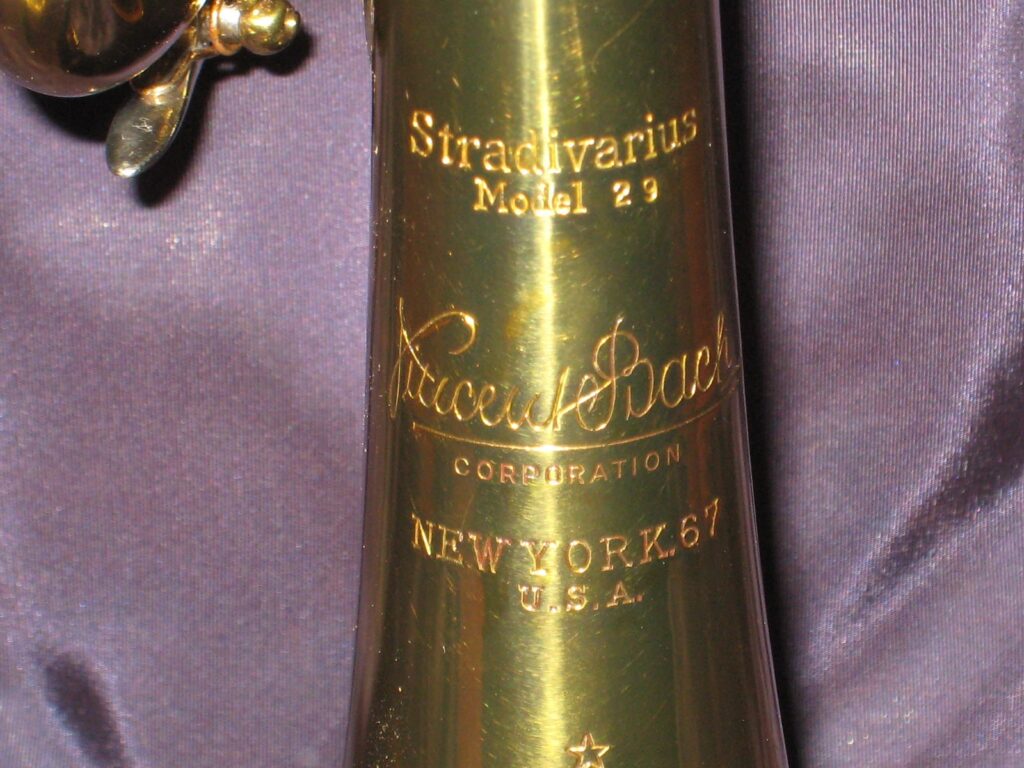 Stradivarius
Model 29
Vincent Bach
CORPORATION
NEW YORK.67
U.S.A.